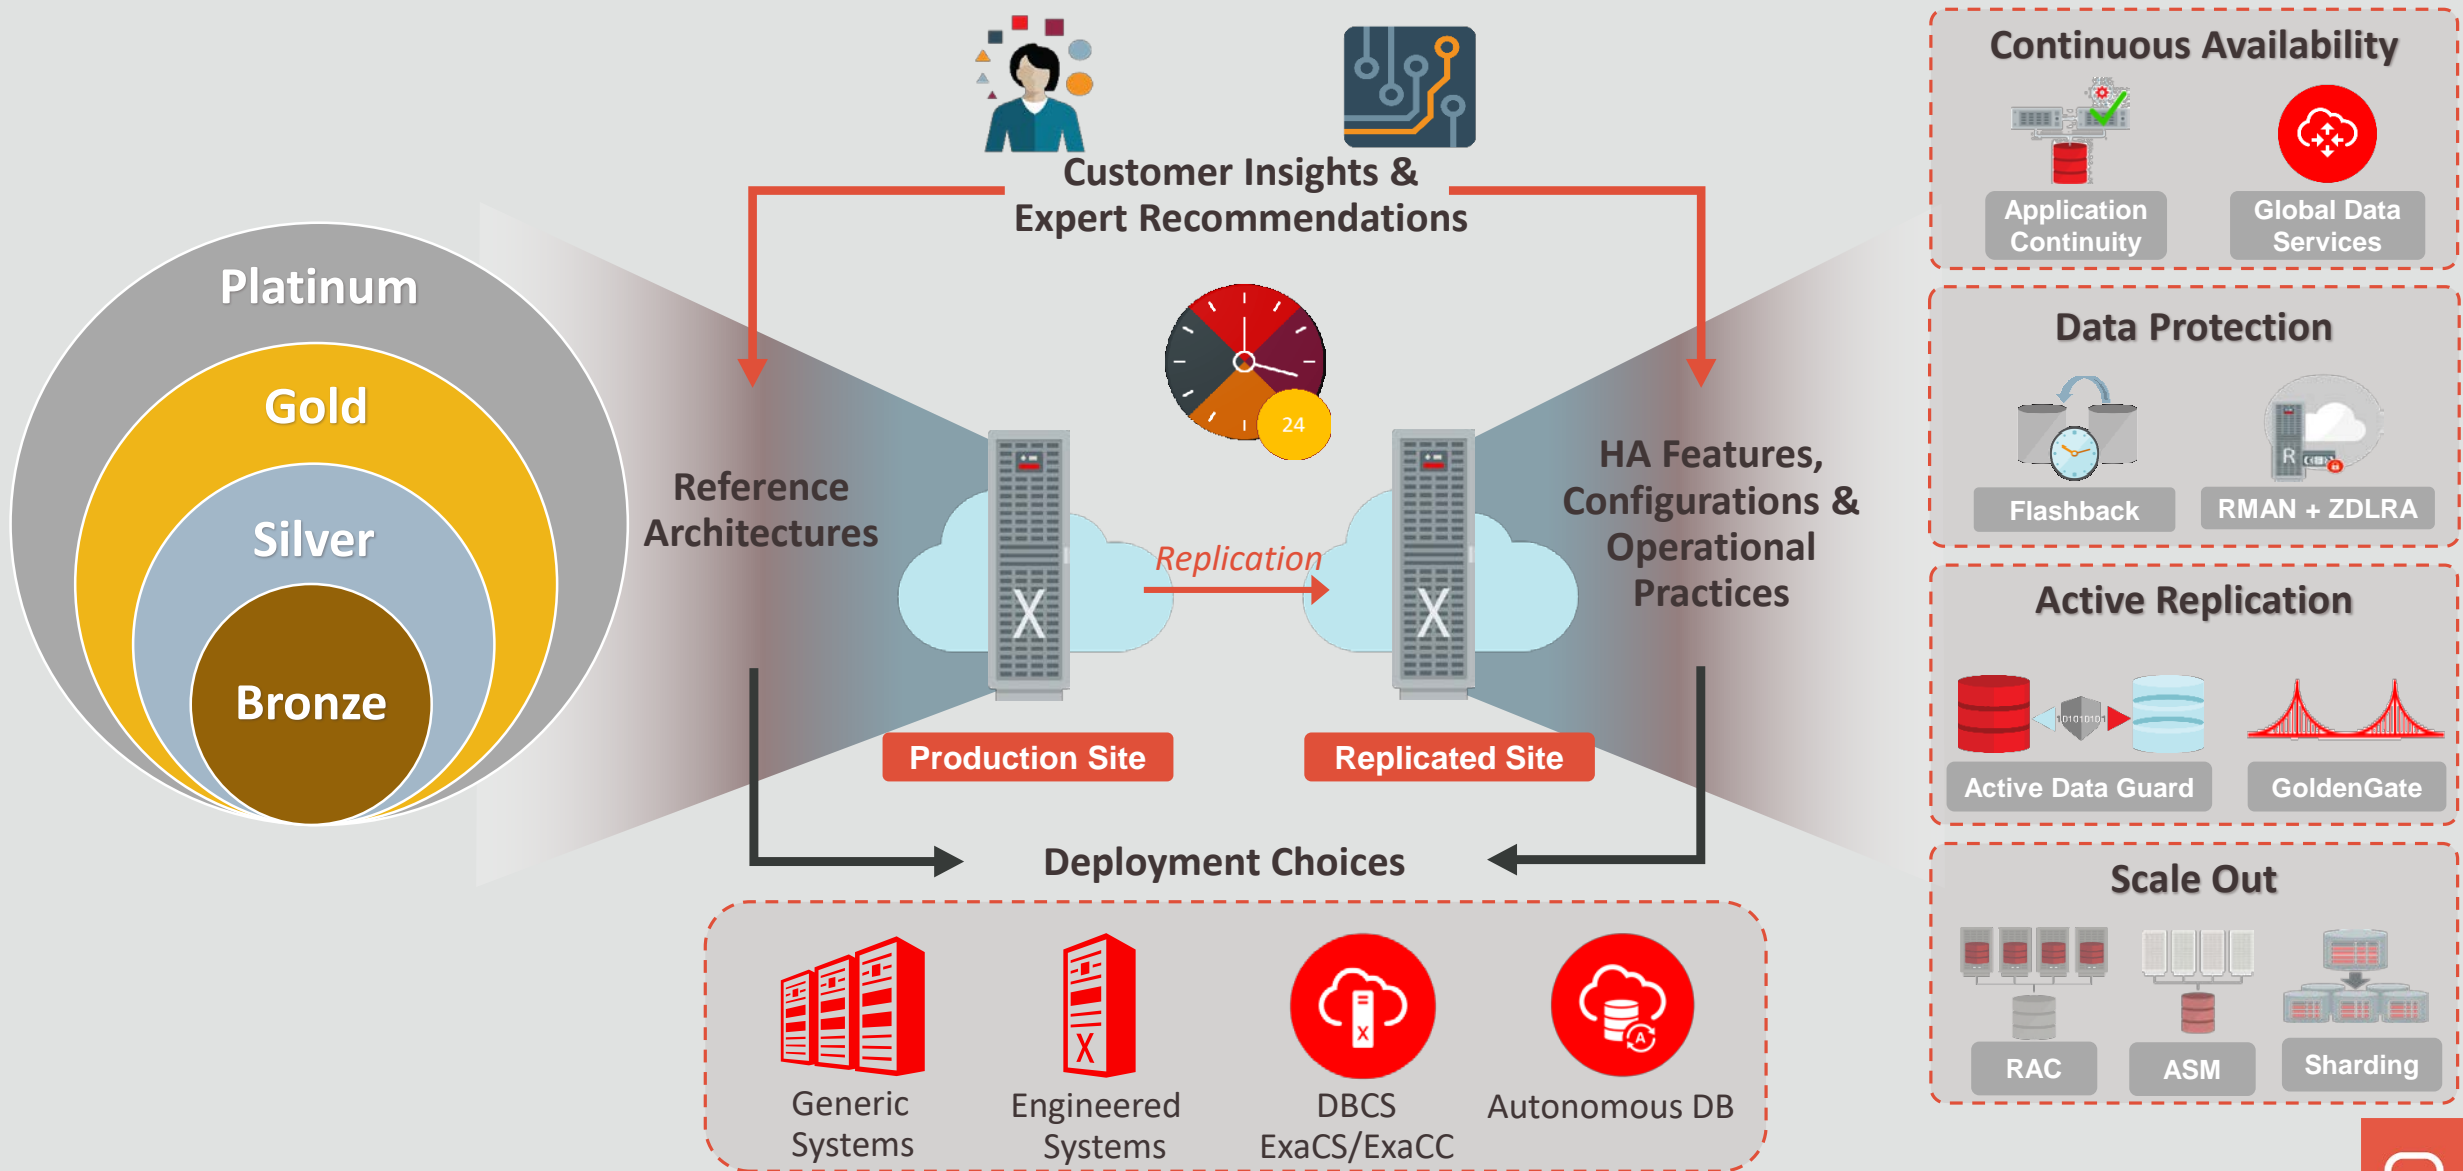 Customer Insights &
Expert Recommendations
Platinum
Gold
Silver
Bronze
Reference
Architectures
24
Replication
X
X
Production Site
Replicated Site
HA Features,
Configurations &
Operational
Practices
Deployment Choices
X
X
A
Generic
Systems
Engineered
Systems
DBCS
ExaCS/ExaCC
Autonomous DB
Continuous Availability
Application
Continuity
Global Data
Services
Data Protection
R
Flashback
RMAN + ZDLRA
Active Replication
10101010
Active Data Guard
GoldenGate
Scale Out
RAC
ASM
Sharding